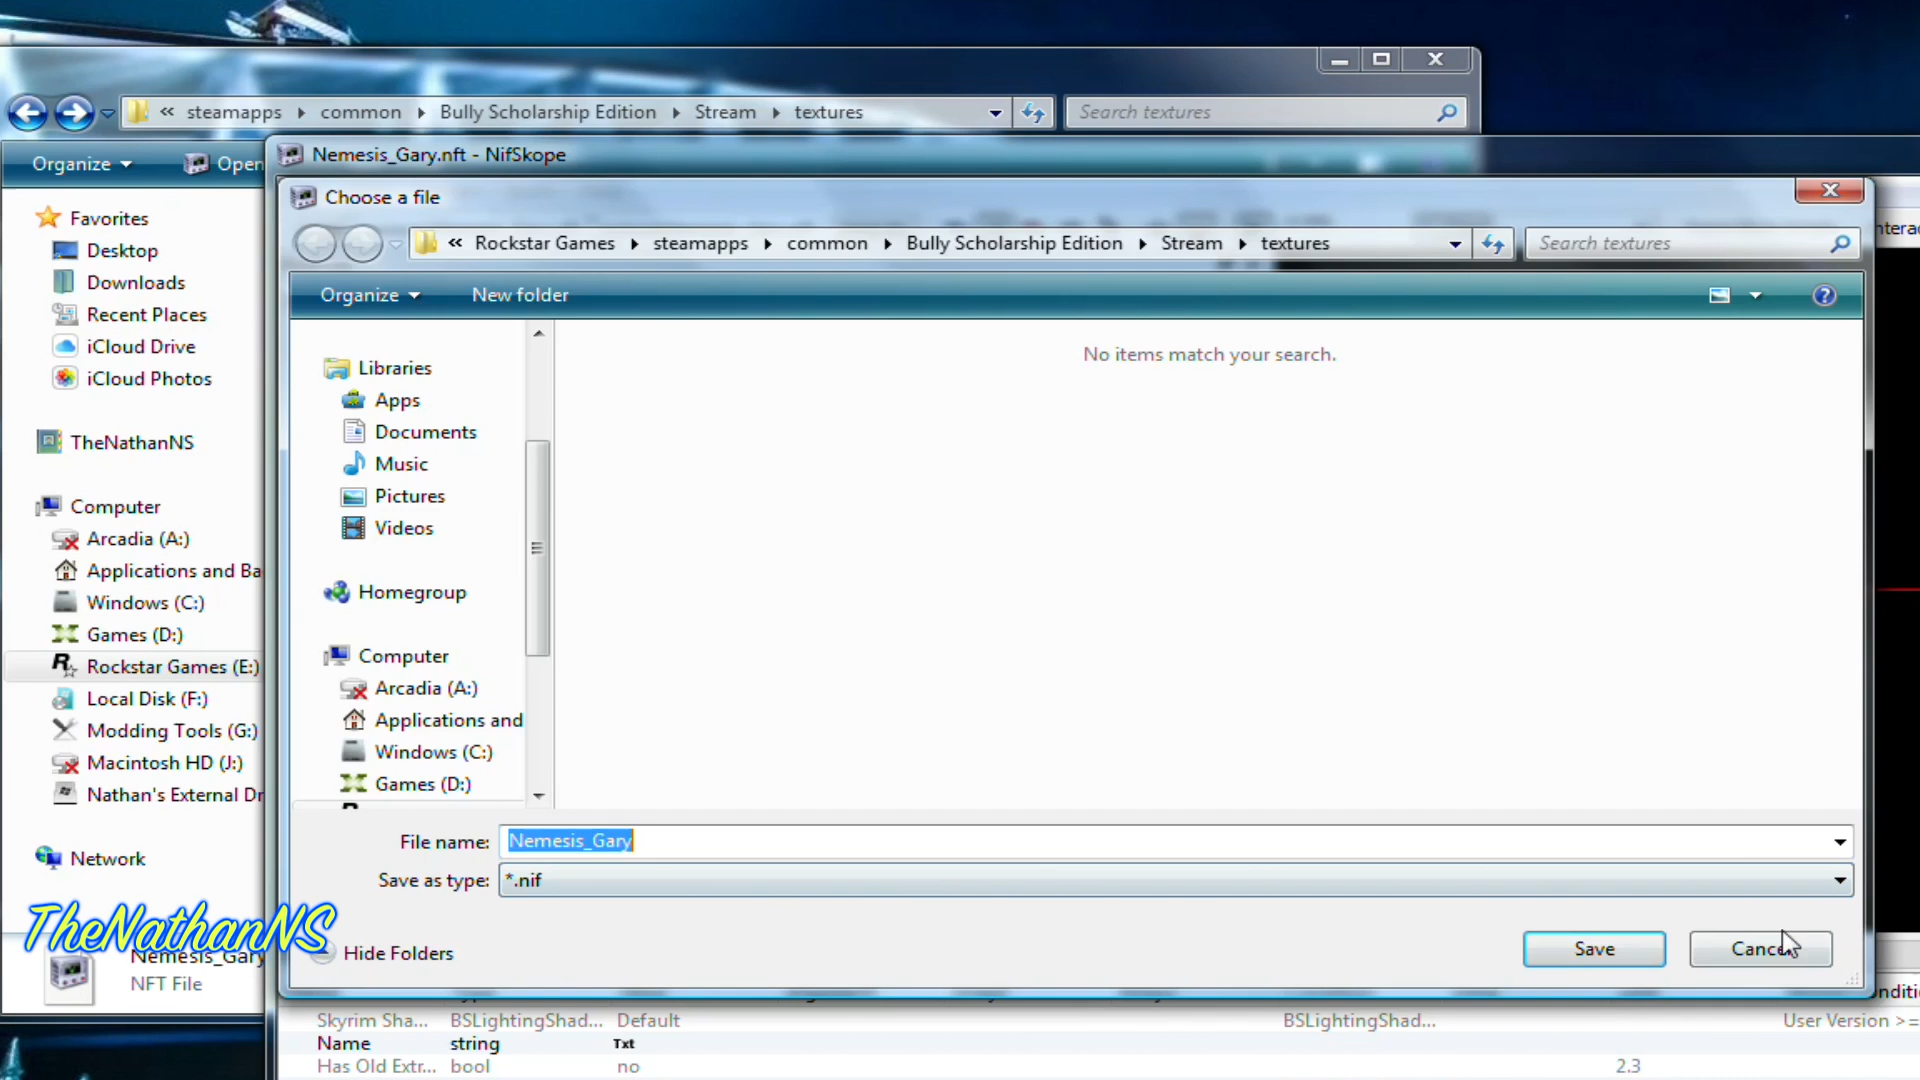 steamapps common Bully Scholarship Edition Stream textures
Search textures
Organize
Open
Nemesis_Gary.nft - NifSkope
Choose a file
Rockstar Games steamapps common Bully Scholarship Edition Stream textures
Search textures
Organize
New folder
Favorites
Desktop
Downloads
Recent Places
iCloud Drive
iCloud Photos
TheNathanNS
Computer
Arcadia (A:)
Applications and Ba
Windows (C:)
Games (D:)
Rockstar Games (E:)
Local Disk (F:)
Modding Tools (G:)
Macintosh HD (J:)
Nathan's External Dr
Network
Libraries
Apps
Documents
Music
Pictures
Videos
Homegroup
Computer
Arcadia (A:)
Applications and
Windows (C:)
Games (D:)
No items match your search.
File name: Nemesis_Gary
Save as type: *.nif
Hide Folders
Save
Cancel
TheNathanNS
Nemesis_Gary
NFT File
Skyrim Sha... BSLightingShad... Default BSLightingShad... User Version >=
Name string Txt
Has Old Extr... bool no 2.3